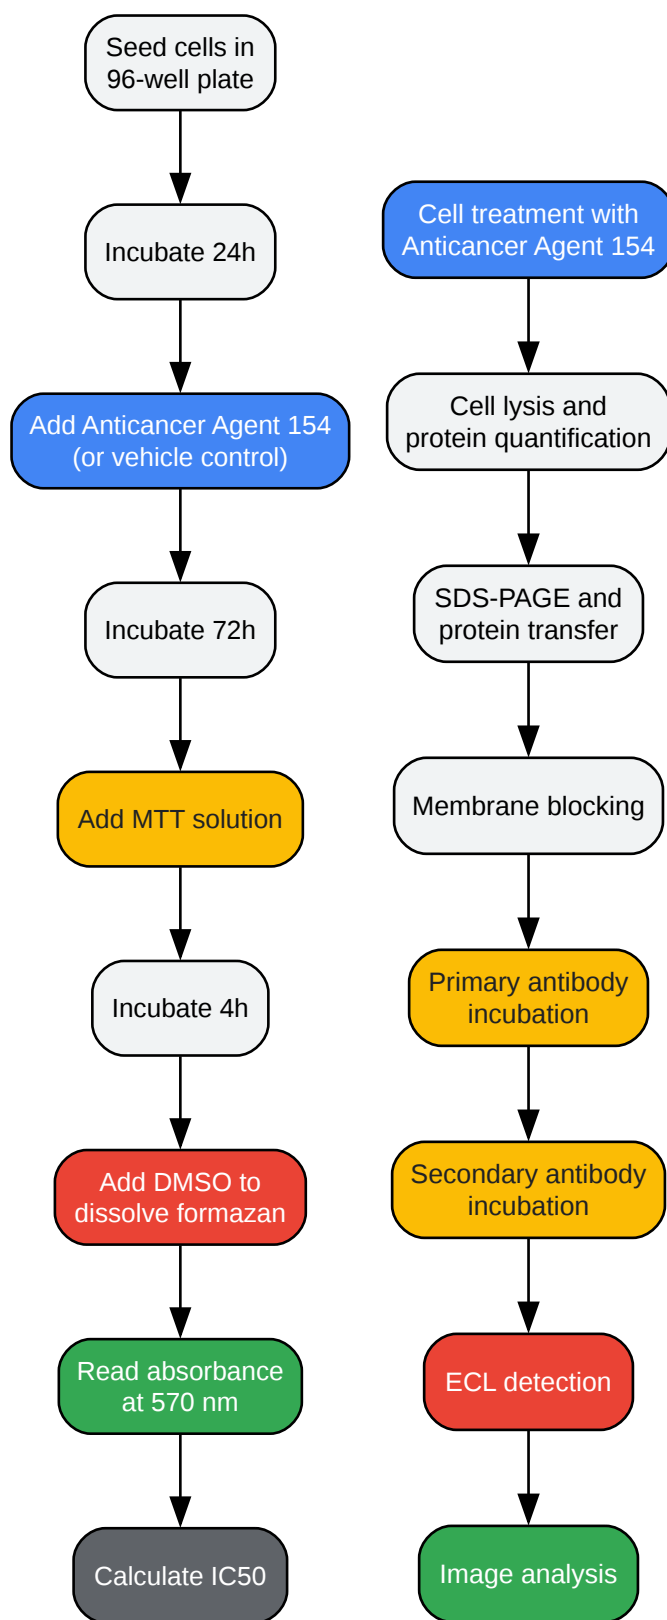 Seed cells in
96-well plate
Incubate 24h
Add Anticancer Agent 154
(or vehicle control)
Incubate 72h
Add MTT solution
Incubate 4h
Add DMSO to
dissolve formazan
Read absorbance
at 570 nm
Calculate IC50
Cell treatment with
Anticancer Agent 154
Cell lysis and
protein quantification
SDS-PAGE and
protein transfer
Membrane blocking
Primary antibody
incubation
Secondary antibody
incubation
ECL detection
Image analysis